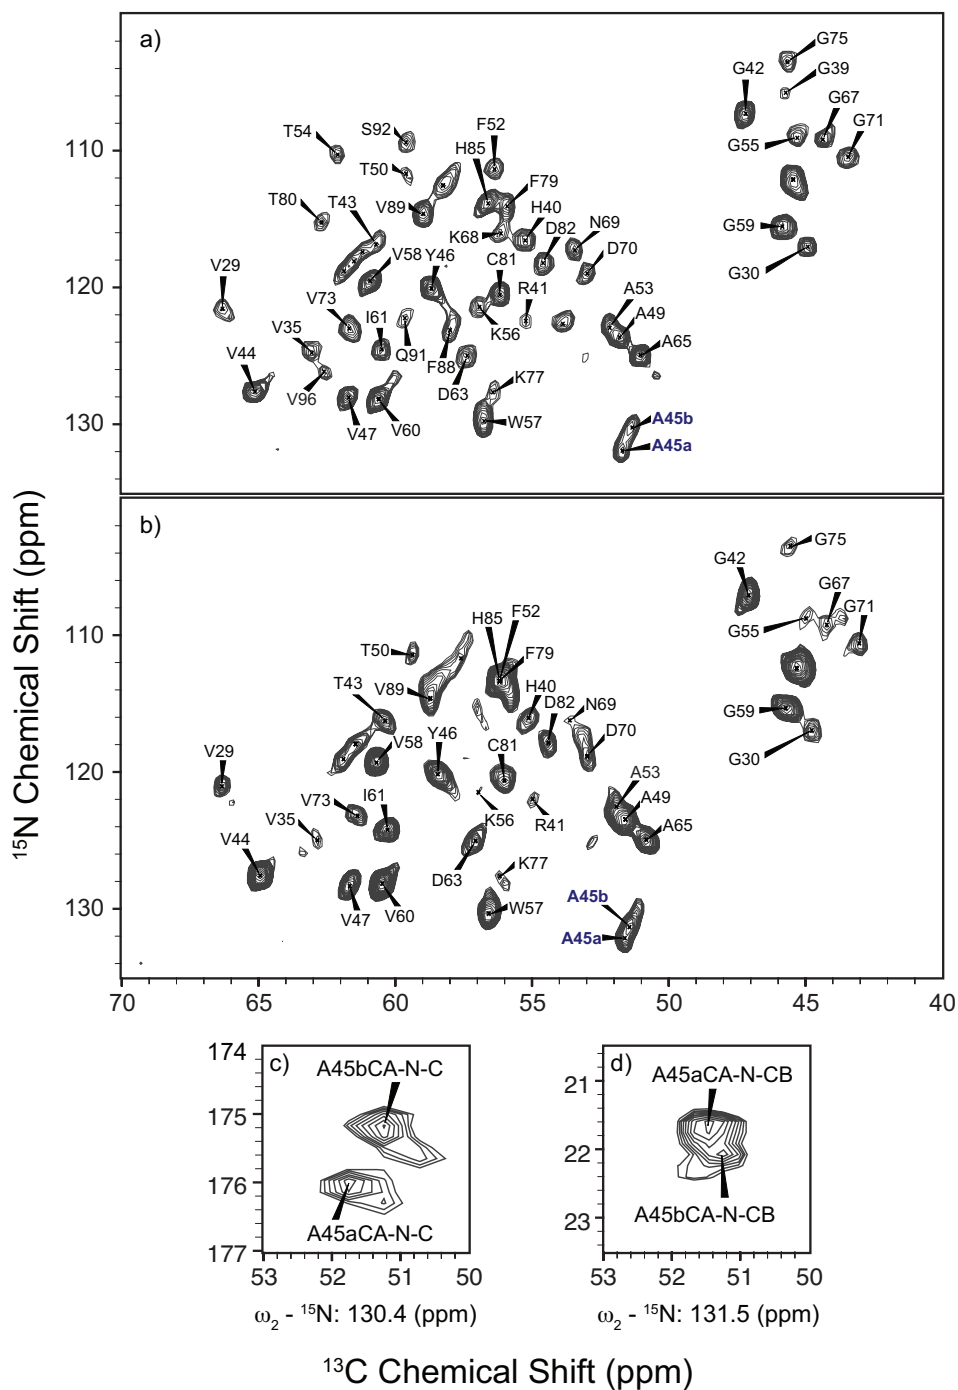 a)
G75
G39
G42
G67
G71
T54
S92
F52
G55
110
H85
T50
F79
T80
T43
V89
H40
G59
K68
D82
N69
G30
V58
Y46
C81
D70
120
V29
R41
A53
V73
I61
A49
V35
Q91
K56
A65
V44
F88
D63
V96
K77
130
V47
V60
W57
A45b
A45a
b)
G75
G42
G67
G71
F52
H85
110
T50
F79
G55
T43
V89
H40
N69
D82
G59
V58
Y46
C81
D70
G30
120
V29
A53
V73
I61
K56
A49
V35
R41
A65
V44
D63
K77
A45b
130
V47
V60
W57
A45a
70 65 60 55 50 45 40
15N Chemical Shift (ppm)
174
c)
A45bCA-N-C
175
176
A45aCA-N-C
177
53 52 51 50
ω2 - 15N: 130.4 (ppm)
d)
21
A45aCA-N-CB
22
A45bCA-N-CB
23
53 52 51 50
ω2 - 15N: 131.5 (ppm)
13C Chemical Shift (ppm)